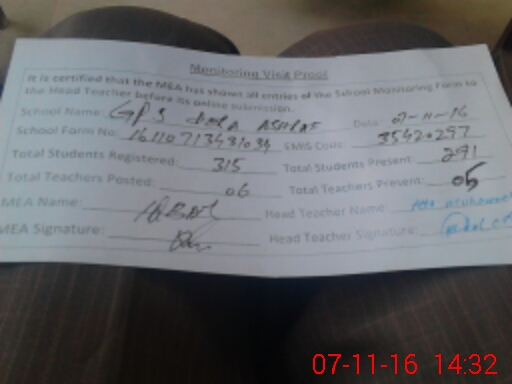 Monitoring Visit Proof
It is certified that the MEA has shown all entries of the School Monitoring Form to
the Head Teacher before its online submission.
School Name: GPS ASHRAF Date 07-11-16
School Form No: EMIS Code: 35420297
Total Students Registered: 315 Total Students Present: 291
Total Teachers Posted: 06 Total Teachers Present: 05
MEA Name: Head Teacher Name:
MEA Signature: Head Teacher Signature:
07-11-16 14:32